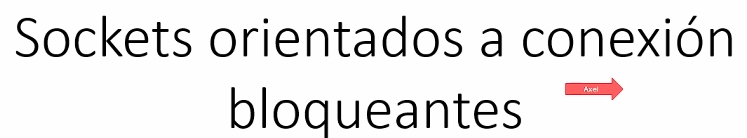 Sockets orientados a conexión
bloqueantes
Axel